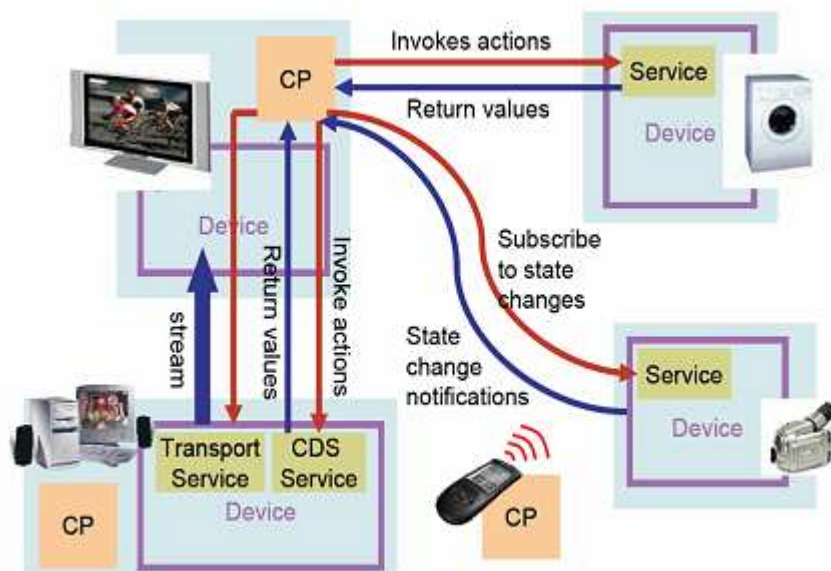 CP
Invokes actions
Return values
Service
Device
Device
stream
Return values
Invoke actions
Subscribe
to state
changes
State
change
notifications
Service
Device
Transport
Service
CDS
Service
Device
CP
CP